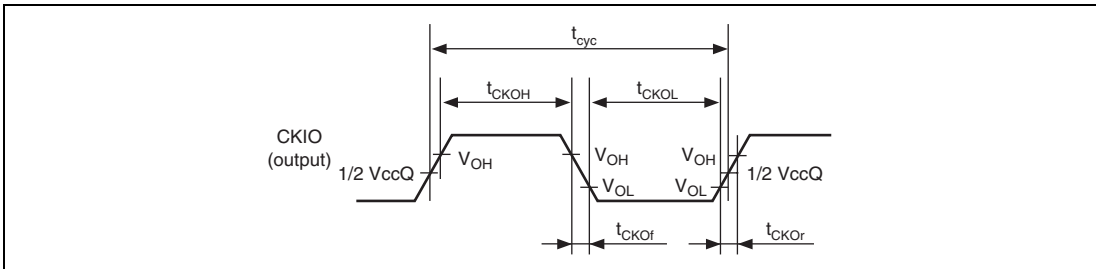 tcyc
tCKOH
tCKOL
CKIO
(output)
1/2 VccQ
VOH
VOH
VOL
VOH
VOL
1/2 VccQ
tCKOf
tCKOr